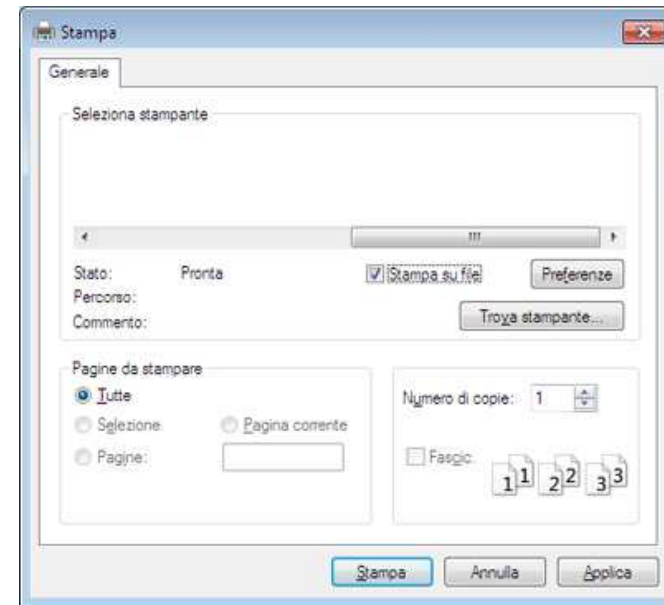 Stampa
Generale
Seleziona stampante
Stato: Pronta
Stampa su file
Preferenze
Percorso:
Commento:
Trova stampante...
Pagine da stampare
Tutte
Selezione
Pagina corrente
Pagine:
Numero di copie: 1
Fascic.
1 1 2 2 3 3
Stampa
Annulla
Applica